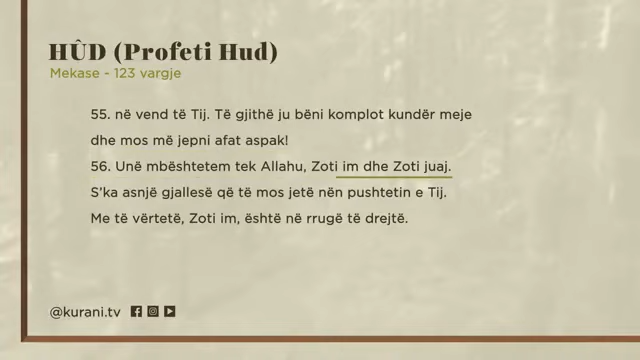 HÛD (Profeti Hud)
Mekase - 123 vargje
55. në vend të Tij. Të gjithë ju bëni komplot kundër meje
dhe mos më jepni afat aspak!
56. Unë mbështetem tek Allahu, Zoti im dhe Zoti juaj.
S'ka asnjë gjallesë që të mos jetë nën pushtetin e Tij.
Me të vërtetë, Zoti im, është në rrugë të drejtë.
@kurani.tv